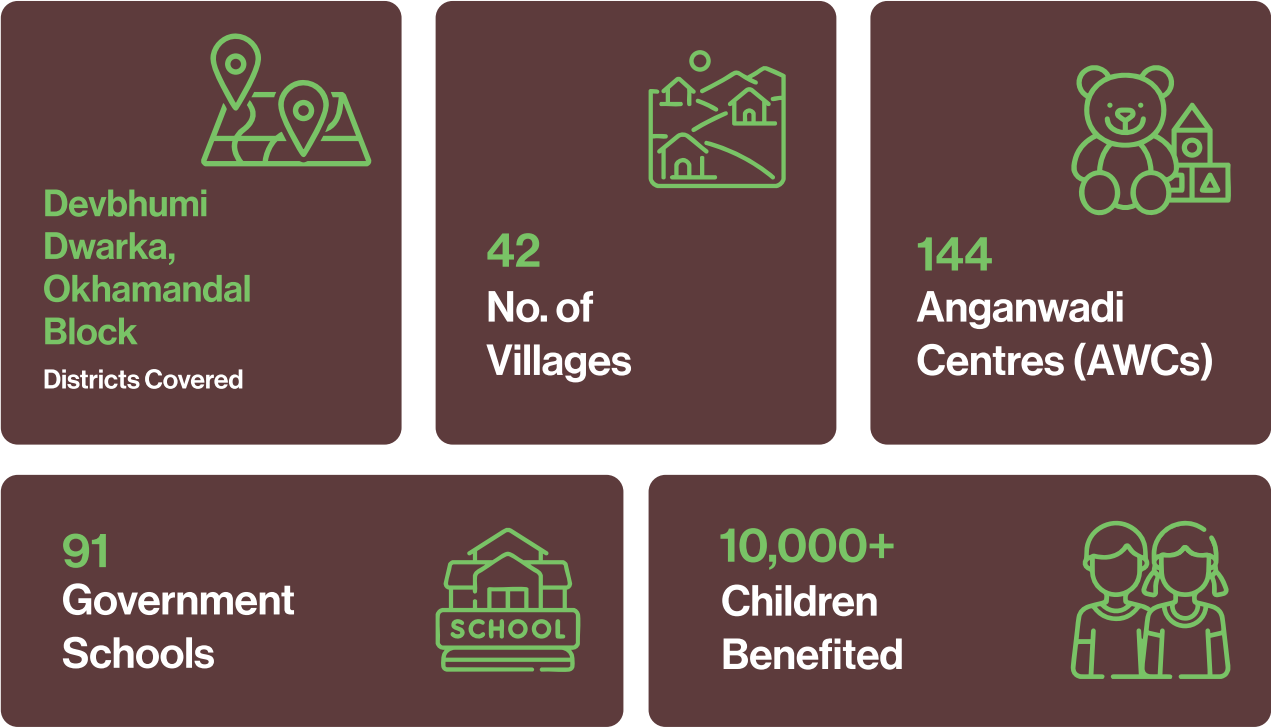 Devbhumi
Dwarka,
Okhamandal
Block
Districts Covered
42
No. of
Villages
144
Anganwadi
Centres (AWCs)
91
Government
Schools
SCHOOL
10,000+
Children
Benefited